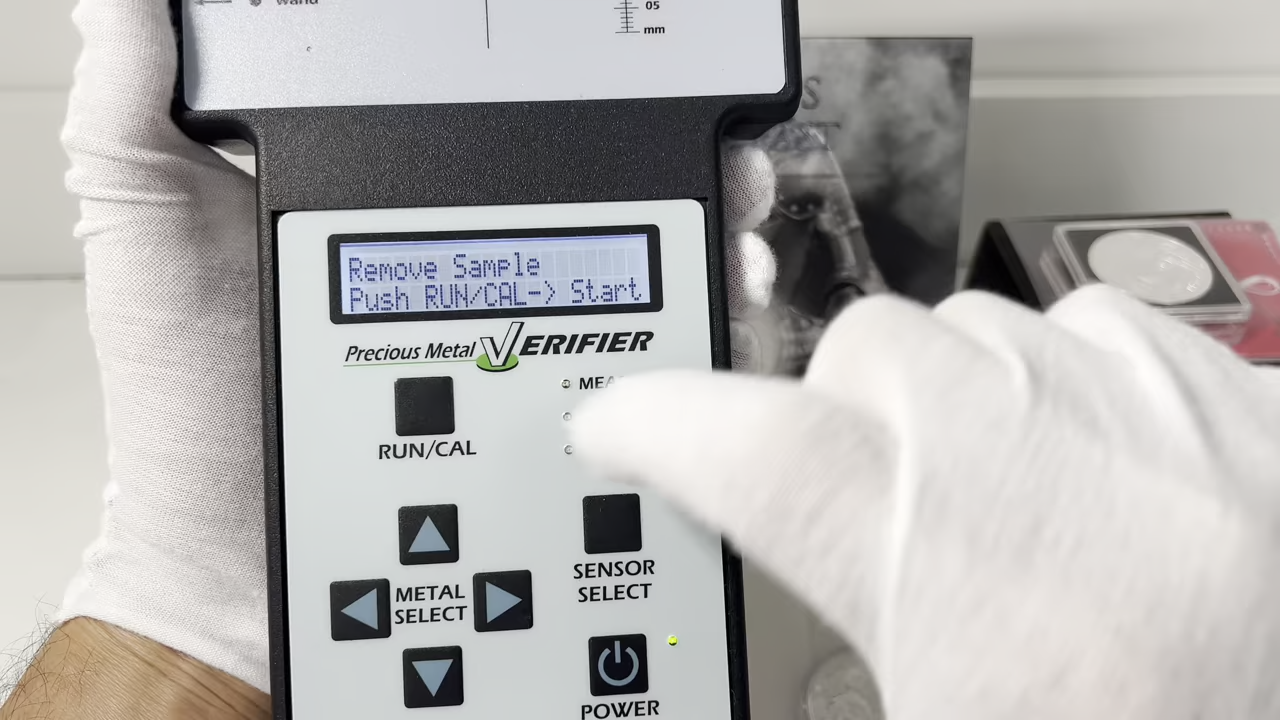 wand
05
mm
S
Remove Sample
Push RUN/CAL-> Start
Precious Metal VERIFIER
RUN/CAL
METAL
SELECT
SENSOR
SELECT
POWER